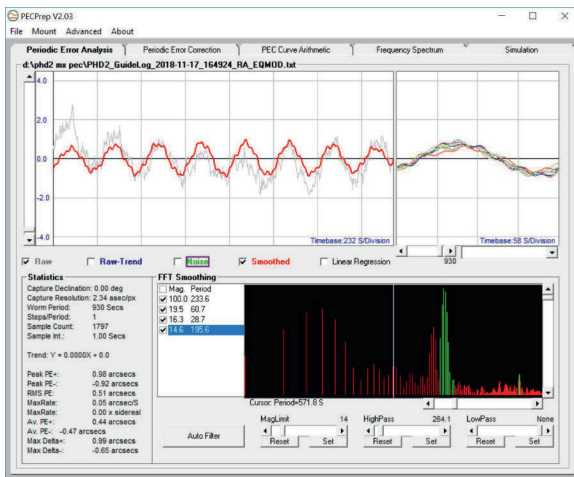 PECPrep V2.03
File Mount Advanced About
Periodic Error Analysis Periodic Error Correction PEC Curve Arithmetic Frequency Spectrum Simulation
d:\phd2 mx pec\PHD2_GuideLog_2018-11-17_164924_RA_EQMOD.txt
4.0
2.0
0.0
-2.0
-4.0
Timebase:232 S/Division Timebase:58 S/Division
Raw Raw-Trend Noise Smoothed Linear Regression 930
Statistics
Capture Declination: 0.00 deg
Capture Resolution: 2.34 asec/px
Worm Period: 930 Secs
Steps/Period: 1
Sample Count: 1797
Sample Int.: 1.00 Secs
Trend: Y = 0.0000X + 0.0
Peak PE+: 0.98 arcsecs
Peak PE-: -0.92 arcsecs
RMS PE: 0.51 arcsecs
MaxRate: 0.05 arcsec/S
MaxRate: 0.00 x sidereal
Av. PE+: 0.44 arcsecs
Av. PE-: -0.47 arcsecs
Max Delta+: 0.99 arcsecs
Max Delta-: -0.65 arcsecs
FFT Smoothing
Mag. Period
100.0 233.6
19.5 60.7
16.3 28.7
14.6 195.6
Cursor: Period=571.8 S
Auto Filter
MagLimit 14
Reset Set
HighPass 264.1
Reset Set
LowPass None
Reset Set